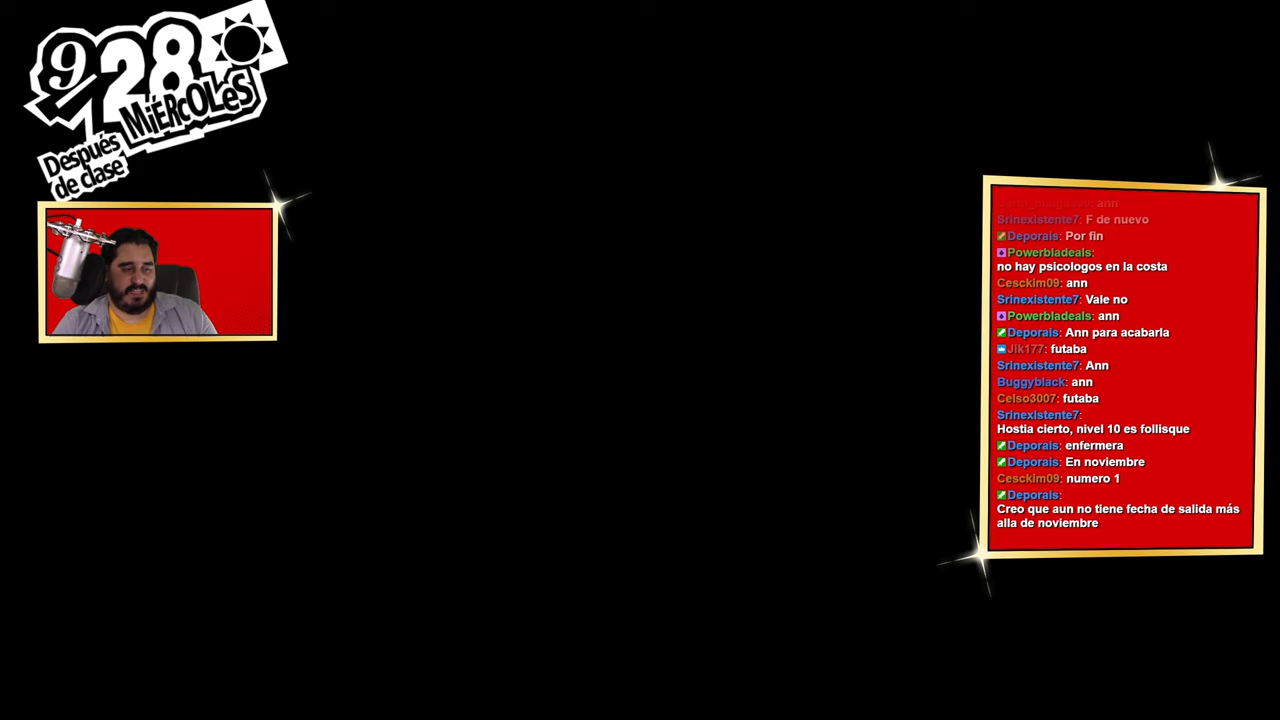 9/28
MiÉRCOLeS
Después
de clase
ann
Srinexistente7: F de nuevo
Deporais: Por fin
Powerbladeals:
no hay psicologos en la costa
Cesckim09: ann
Srinexistente7: Vale no
Powerbladeals: ann
Deporais: Ann para acabarla
Jik177: futaba
Srinexistente7: Ann
Buggyblack: ann
Celso3007: futaba
Srinexistente7:
Hostia cierto, nivel 10 es follisque
Deporais: enfermera
Deporais: En noviembre
Cesckim09: numero 1
Deporais:
Creo que aun no tiene fecha de salida más
alla de noviembre